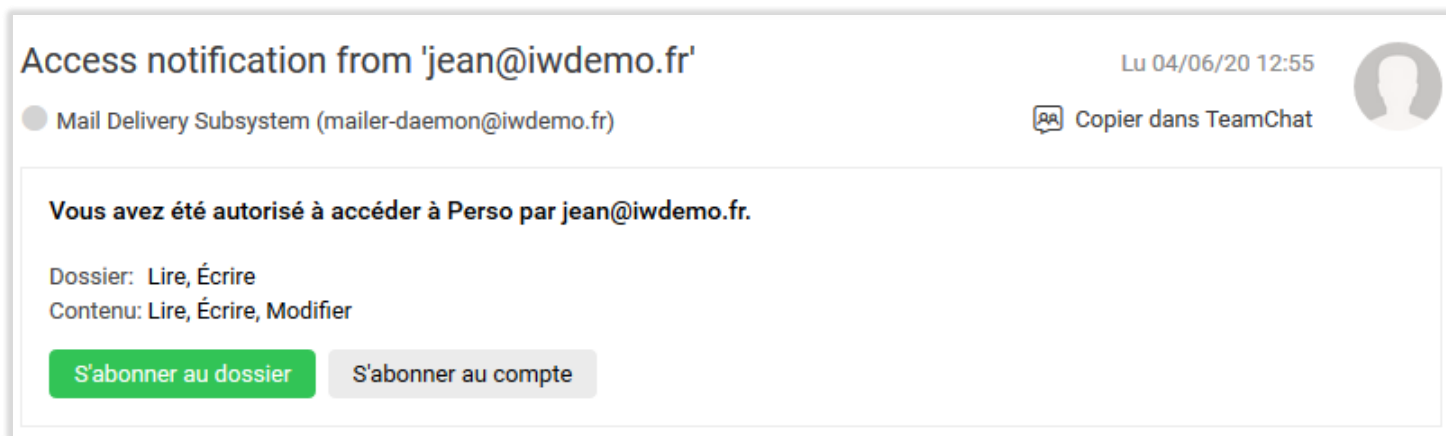 Access notification from 'jean@iwdemo.fr'
Lu 04/06/20 12:55
Mail Delivery Subsystem (mailer-daemon@iwdemo.fr)
Copier dans TeamChat
Vous avez été autorisé à accéder à Perso par jean@iwdemo.fr.
Dossier: Lire, Écrire
Contenu: Lire, Écrire, Modifier
S'abonner au dossier
S'abonner au compte